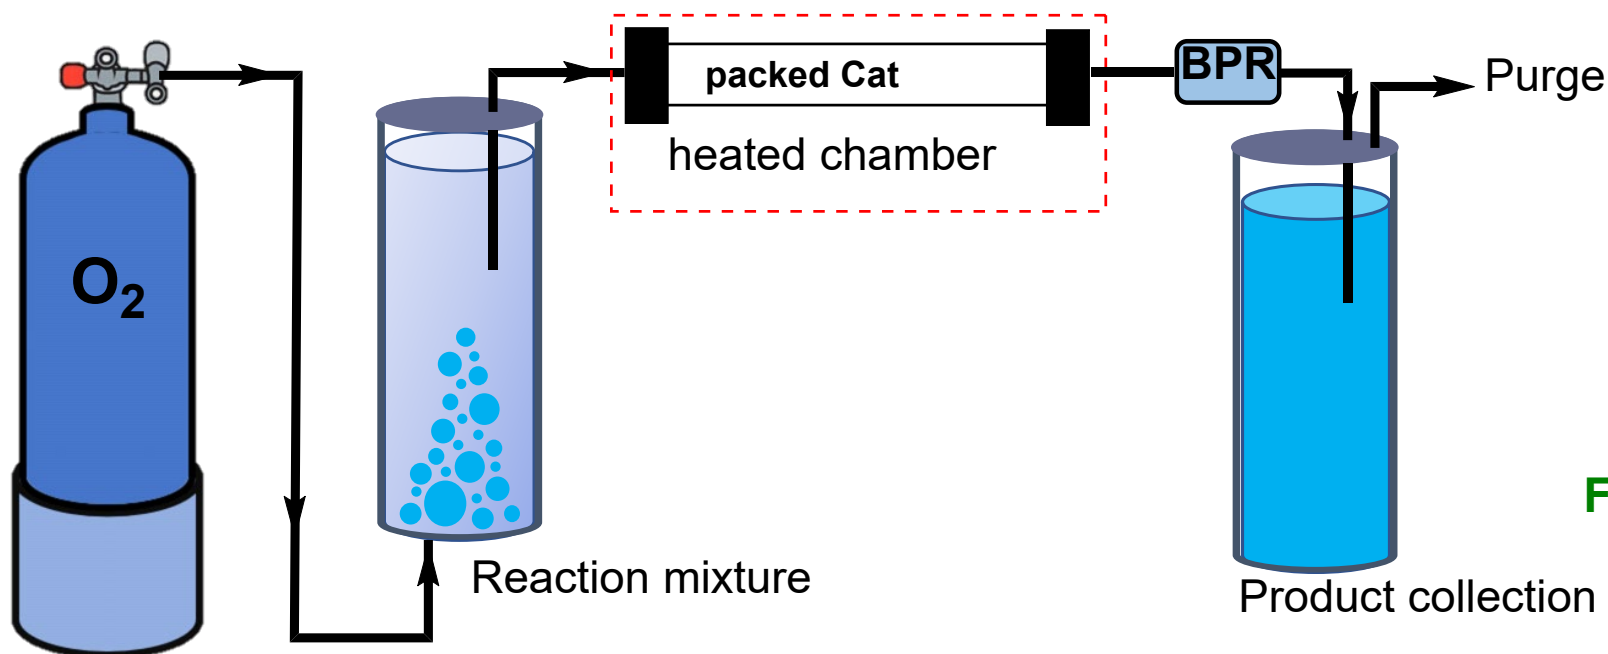 O₂
Reaction mixture
packed Cat
heated chamber
BPR
Purge
Product collection
F